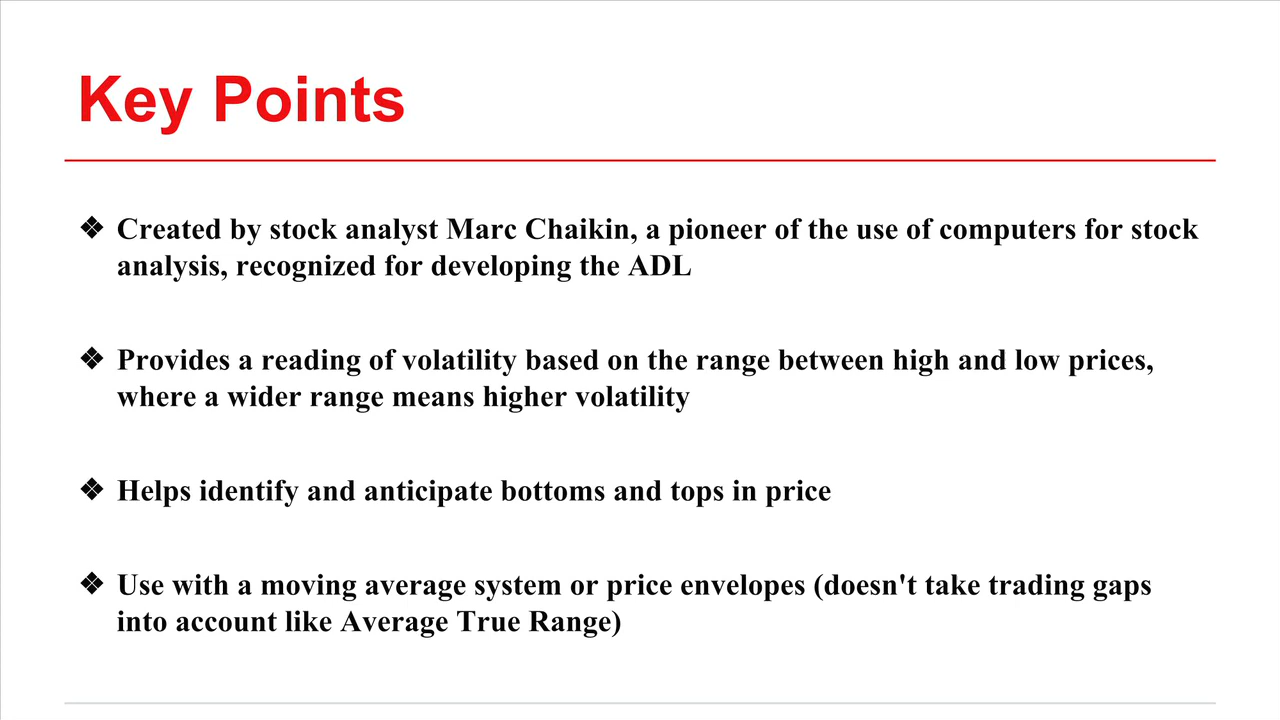 Key Points
❖ Created by stock analyst Marc Chaikin, a pioneer of the use of computers for stock
analysis, recognized for developing the ADL
❖ Provides a reading of volatility based on the range between high and low prices,
where a wider range means higher volatility
❖ Helps identify and anticipate bottoms and tops in price
❖ Use with a moving average system or price envelopes (doesn't take trading gaps
into account like Average True Range)